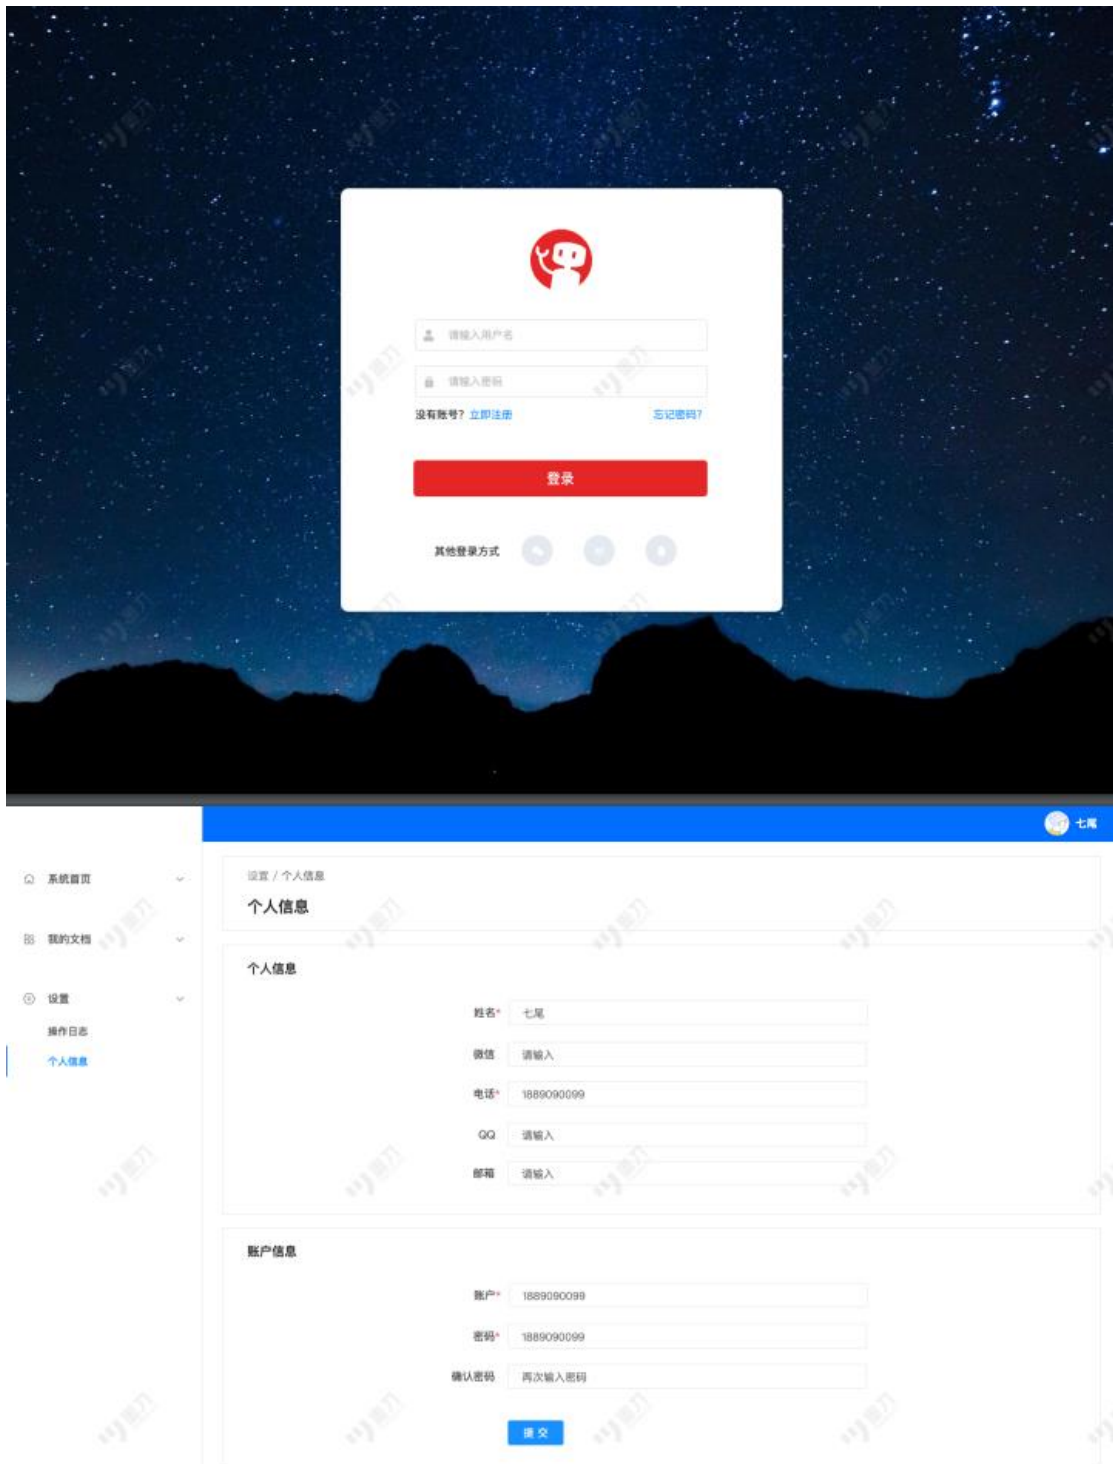 请输入用户名
请输入密码
没有账号? 立即注册 忘记密码?
登录
其他登录方式
七尾
系统首页
我的文档
设置
操作日志
个人信息
设置 / 个人信息
个人信息
个人信息
姓名* 七尾
微信 请输入
电话* 1889090099
QQ 请输入
邮箱 请输入
账户信息
账户* 1889090099
密码* 1889090099
确认密码 再次输入密码
提 交